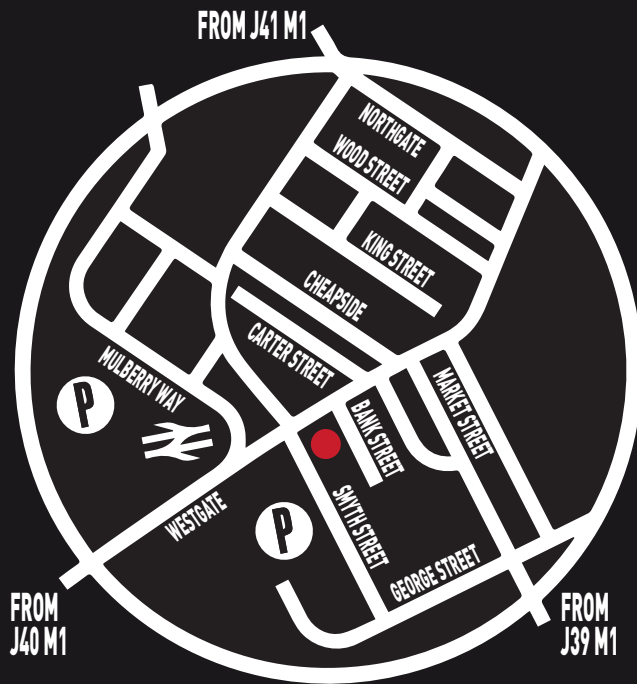 FROM J41 M1
NORTHGATE
WOOD STREET
KING STREET
CHEAPSIDE
CARTER STREET
MULBERRY WAY
P
MARKET STREET
BANK STREET
WESTGATE
P
SMYTH STREET
GEORGE STREET
FROM
J40 M1
FROM
J39 M1